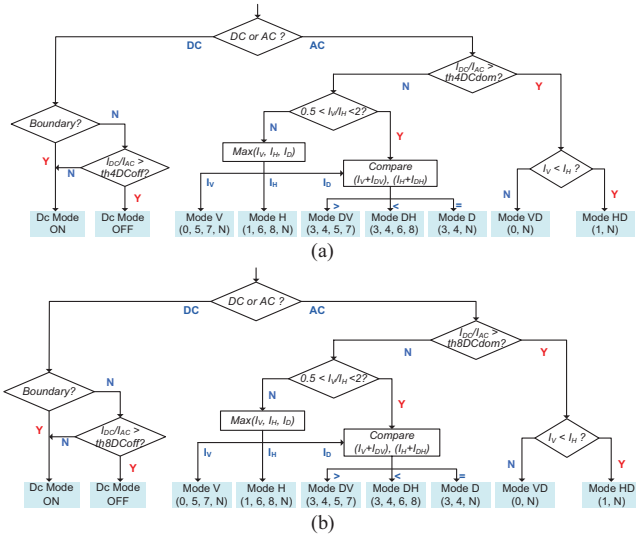 DC or AC ?
DC
AC
I_DC/I_AC >
th4DCdom?
N
Y
Boundary?
N
0.5 < I_V/I_H <2?
Y
N
N
Y
I_DC/I_AC >
th4DCoff?
Max(I_V, I_H, I_D)
Compare
(I_V+I_DV), (I_H+I_DH)
I_V < I_H ?
I_V
I_H
I_D
Y
N
Y
>
<
=
Dc Mode
ON
Dc Mode
OFF
Mode V
(0, 5, 7, N)
Mode H
(1, 6, 8, N)
Mode DV
(3, 4, 5, 7)
Mode DH
(3, 4, 6, 8)
Mode D
(3, 4, N)
Mode VD
(0, N)
Mode HD
(1, N)
(a)
DC or AC ?
DC
AC
I_DC/I_AC >
th8DCdom?
N
Y
Boundary?
N
0.5 < I_V/I_H <2?
N
Y
Y
N
I_DC/I_AC >
th8DCoff?
Max(I_V, I_H, I_D)
Compare
(I_V+I_DV), (I_H+I_DH)
I_V < I_H ?
I_V
I_H
I_D
Y
N
Y
>
<
=
Dc Mode
ON
Dc Mode
OFF
Mode V
(0, 5, 7, N)
Mode H
(1, 6, 8, N)
Mode DV
(3, 4, 5, 7)
Mode DH
(3, 4, 6, 8)
Mode D
(3, 4, N)
Mode VD
(0, N)
Mode HD
(1, N)
(b)